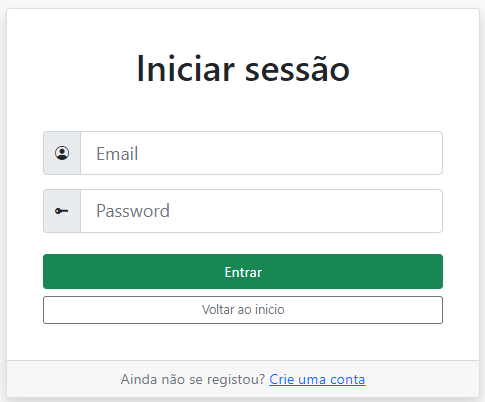 Iniciar sessão
Email
Password
Entrar
Voltar ao inicio
Ainda não se registou? Crie uma conta